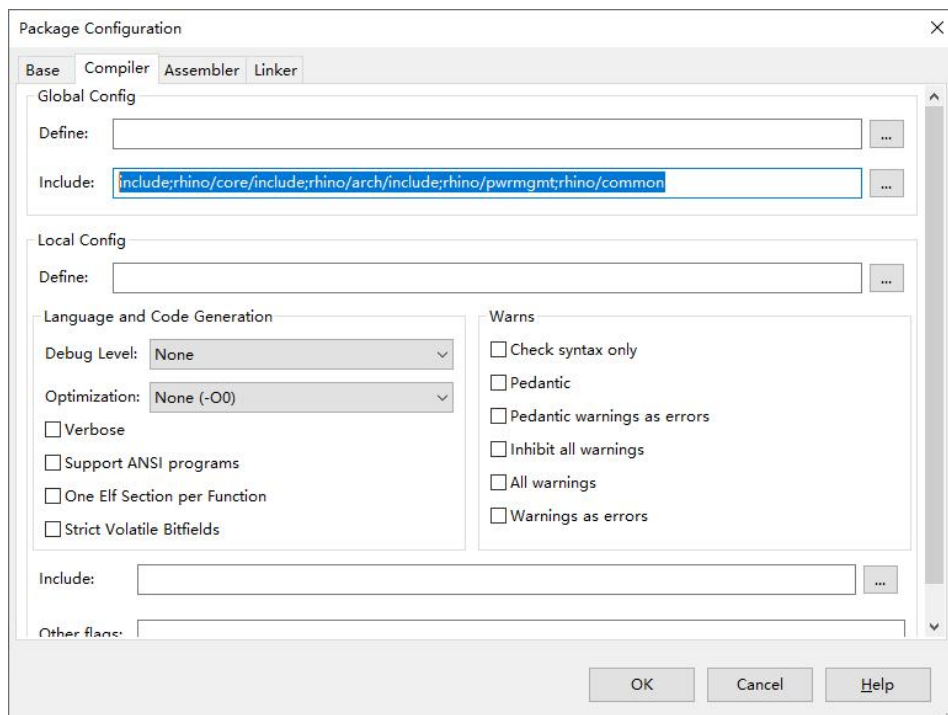 Package Configuration
Base Compiler Assembler Linker
Global Config
Define:
...
Include: include;rhino/core/include;rhino/arch/include;rhino/pwrmgmt;rhino/common
...
Local Config
Define:
...
Language and Code Generation
Debug Level: None
Optimization: None (-O0)
Verbose
Support ANSI programs
One Elf Section per Function
Strict Volatile Bitfields
Warns
Check syntax only
Pedantic
Pedantic warnings as errors
Inhibit all warnings
All warnings
Warnings as errors
Include:
...
Other flags:
OK Cancel Help